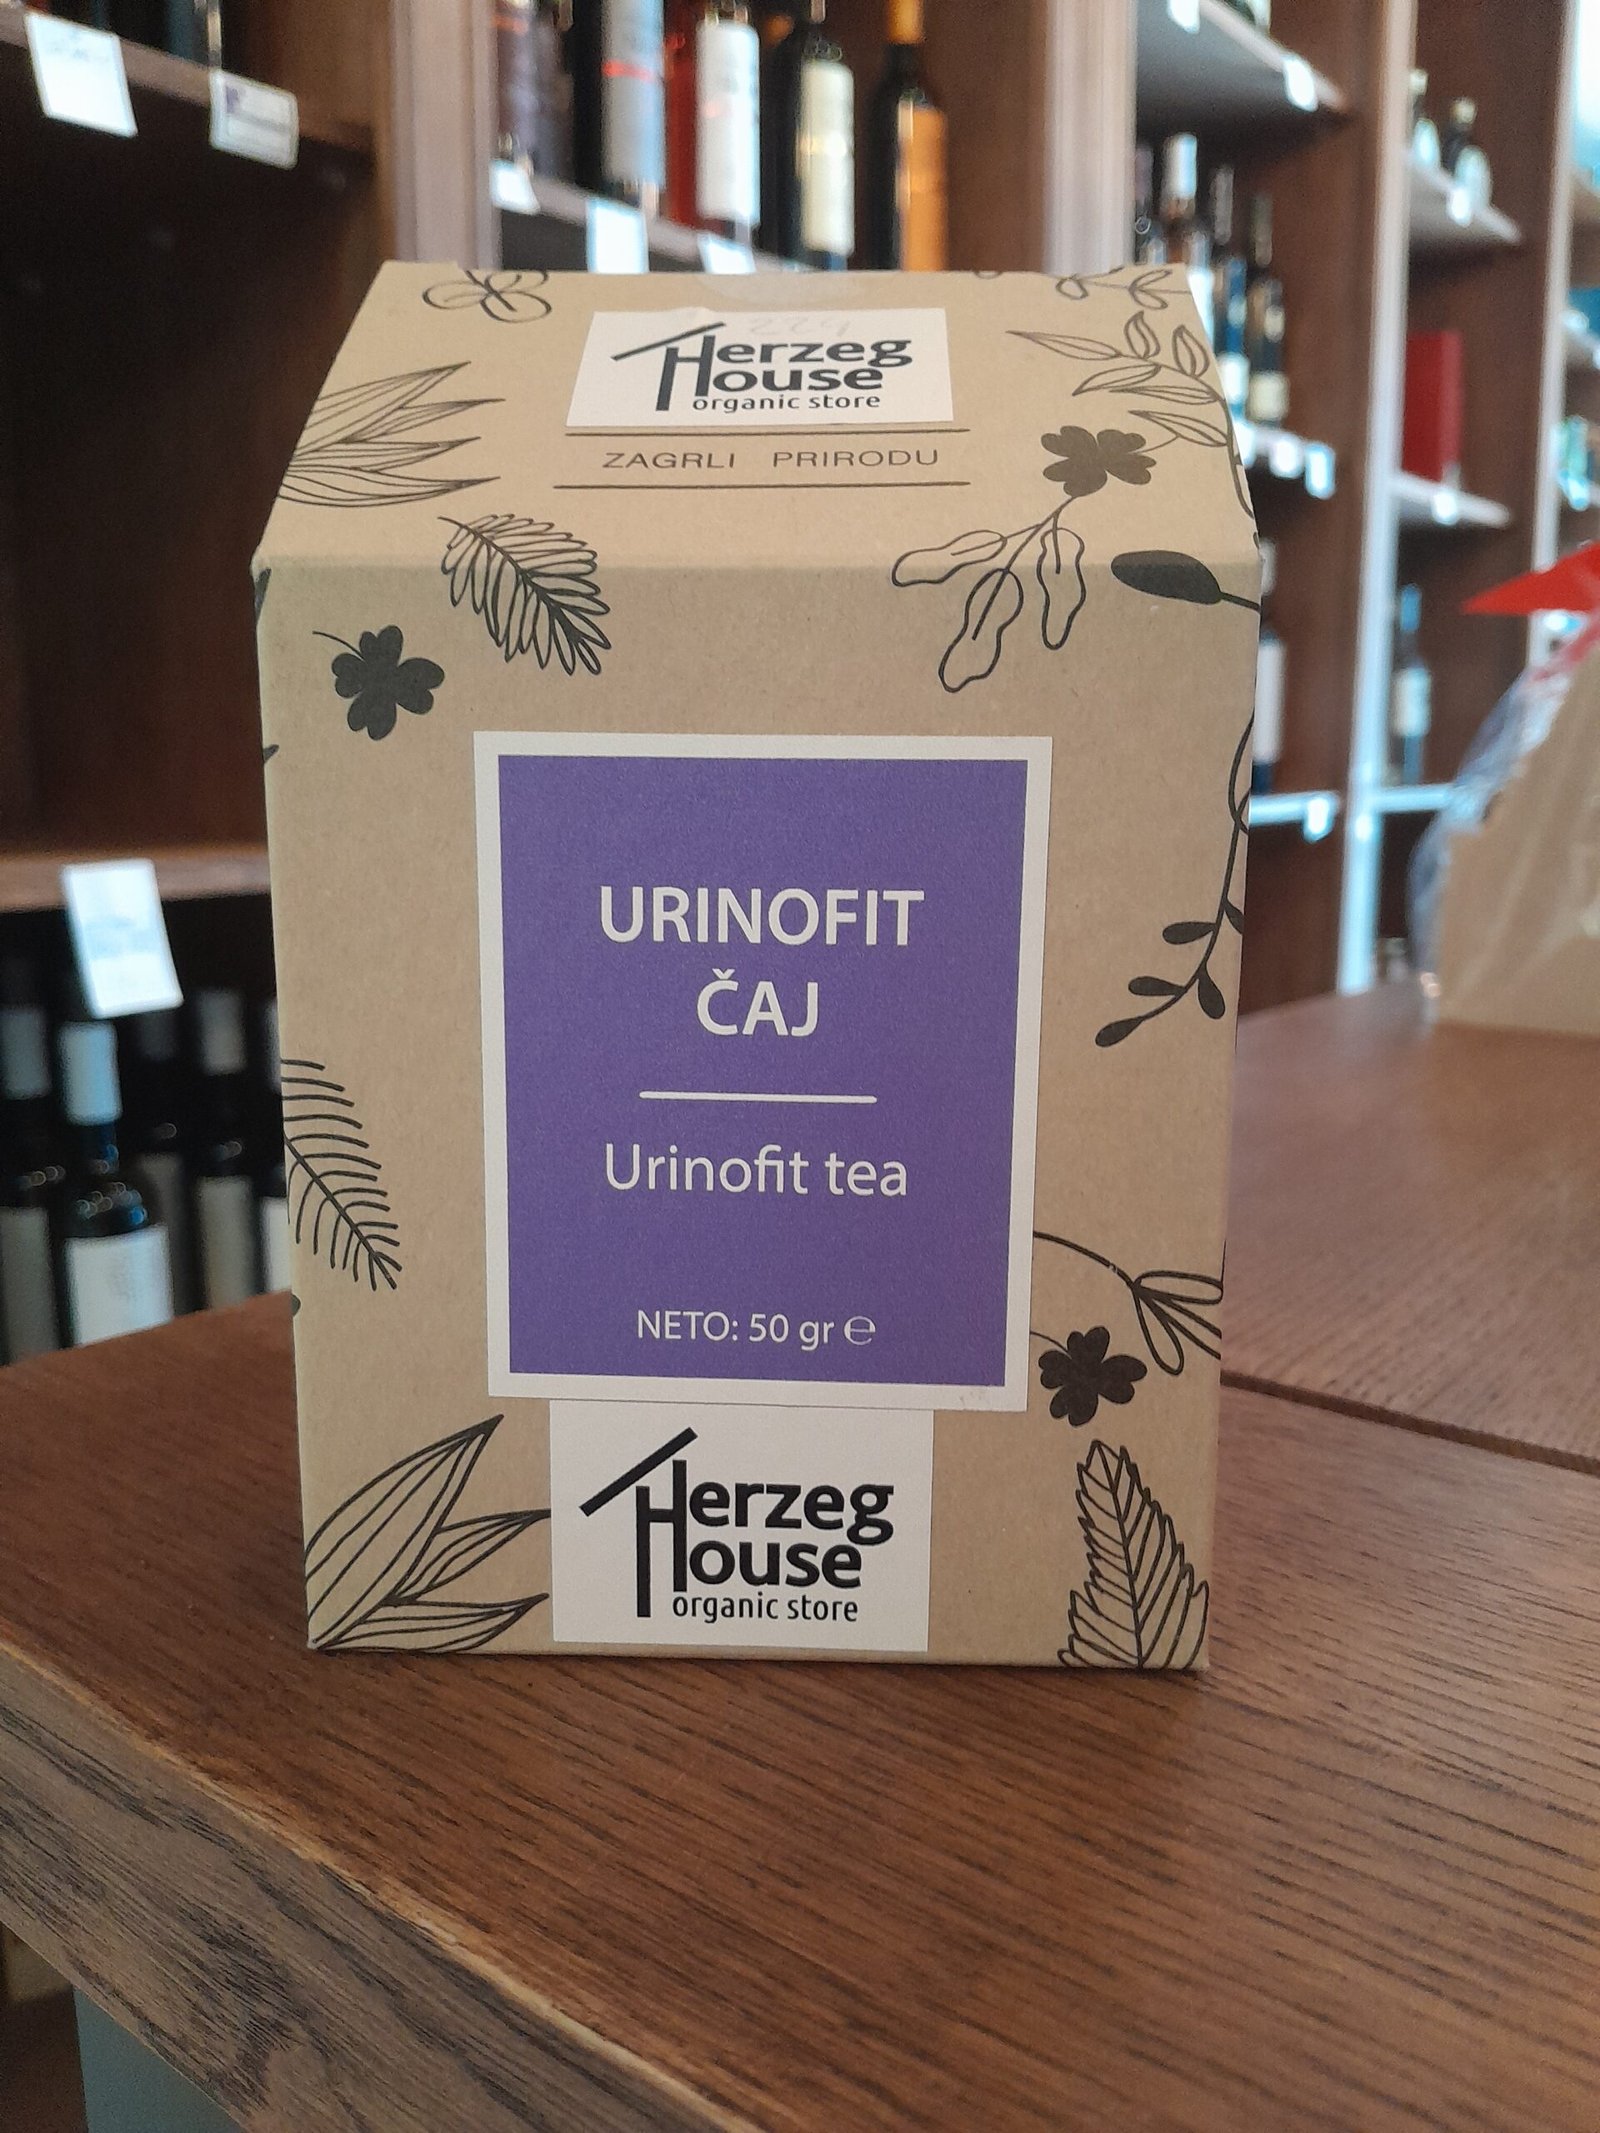 Herzeg
House
organic store
ZAGRLI PRIRODU
URINOFIT
ČAJ
Urinofit tea
NETO: 50 gr ℮
Herzeg
House
organic store